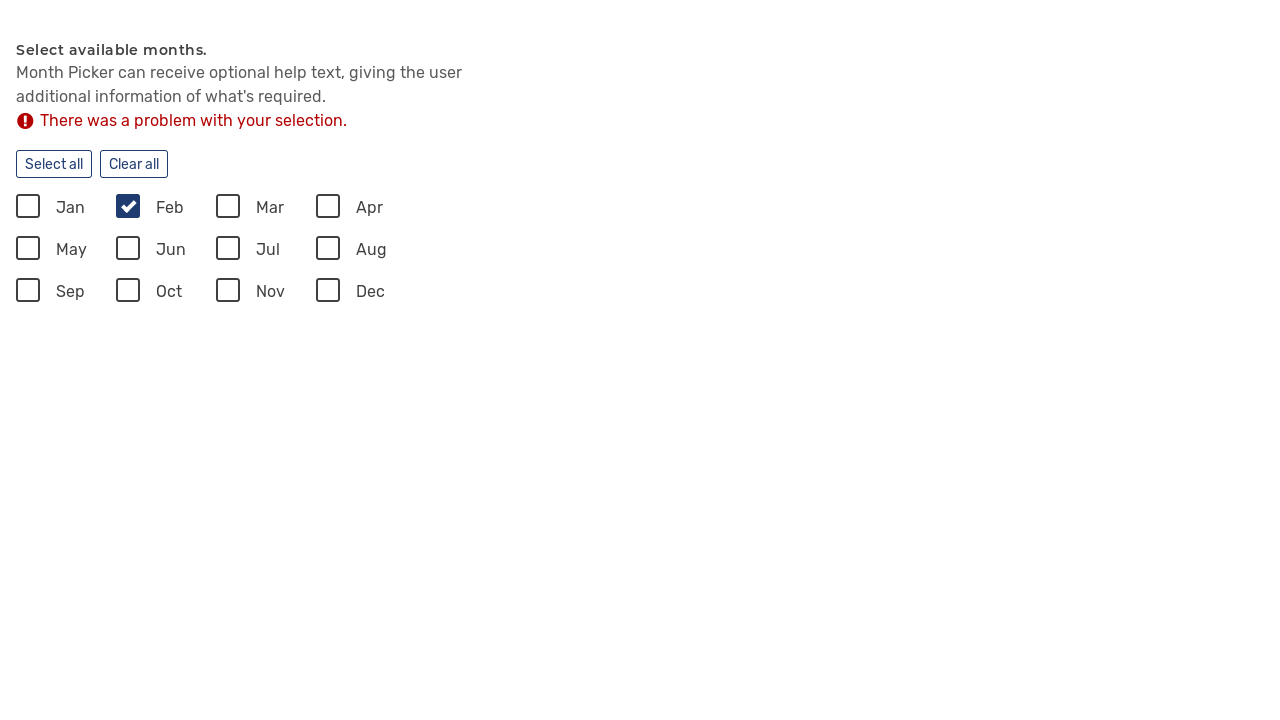 Select available months.
Month Picker can receive optional help text, giving the user
additional information of what's required.
There was a problem with your selection.
Select all Clear all
Jan Feb Mar Apr
May Jun Jul Aug
Sep Oct Nov Dec